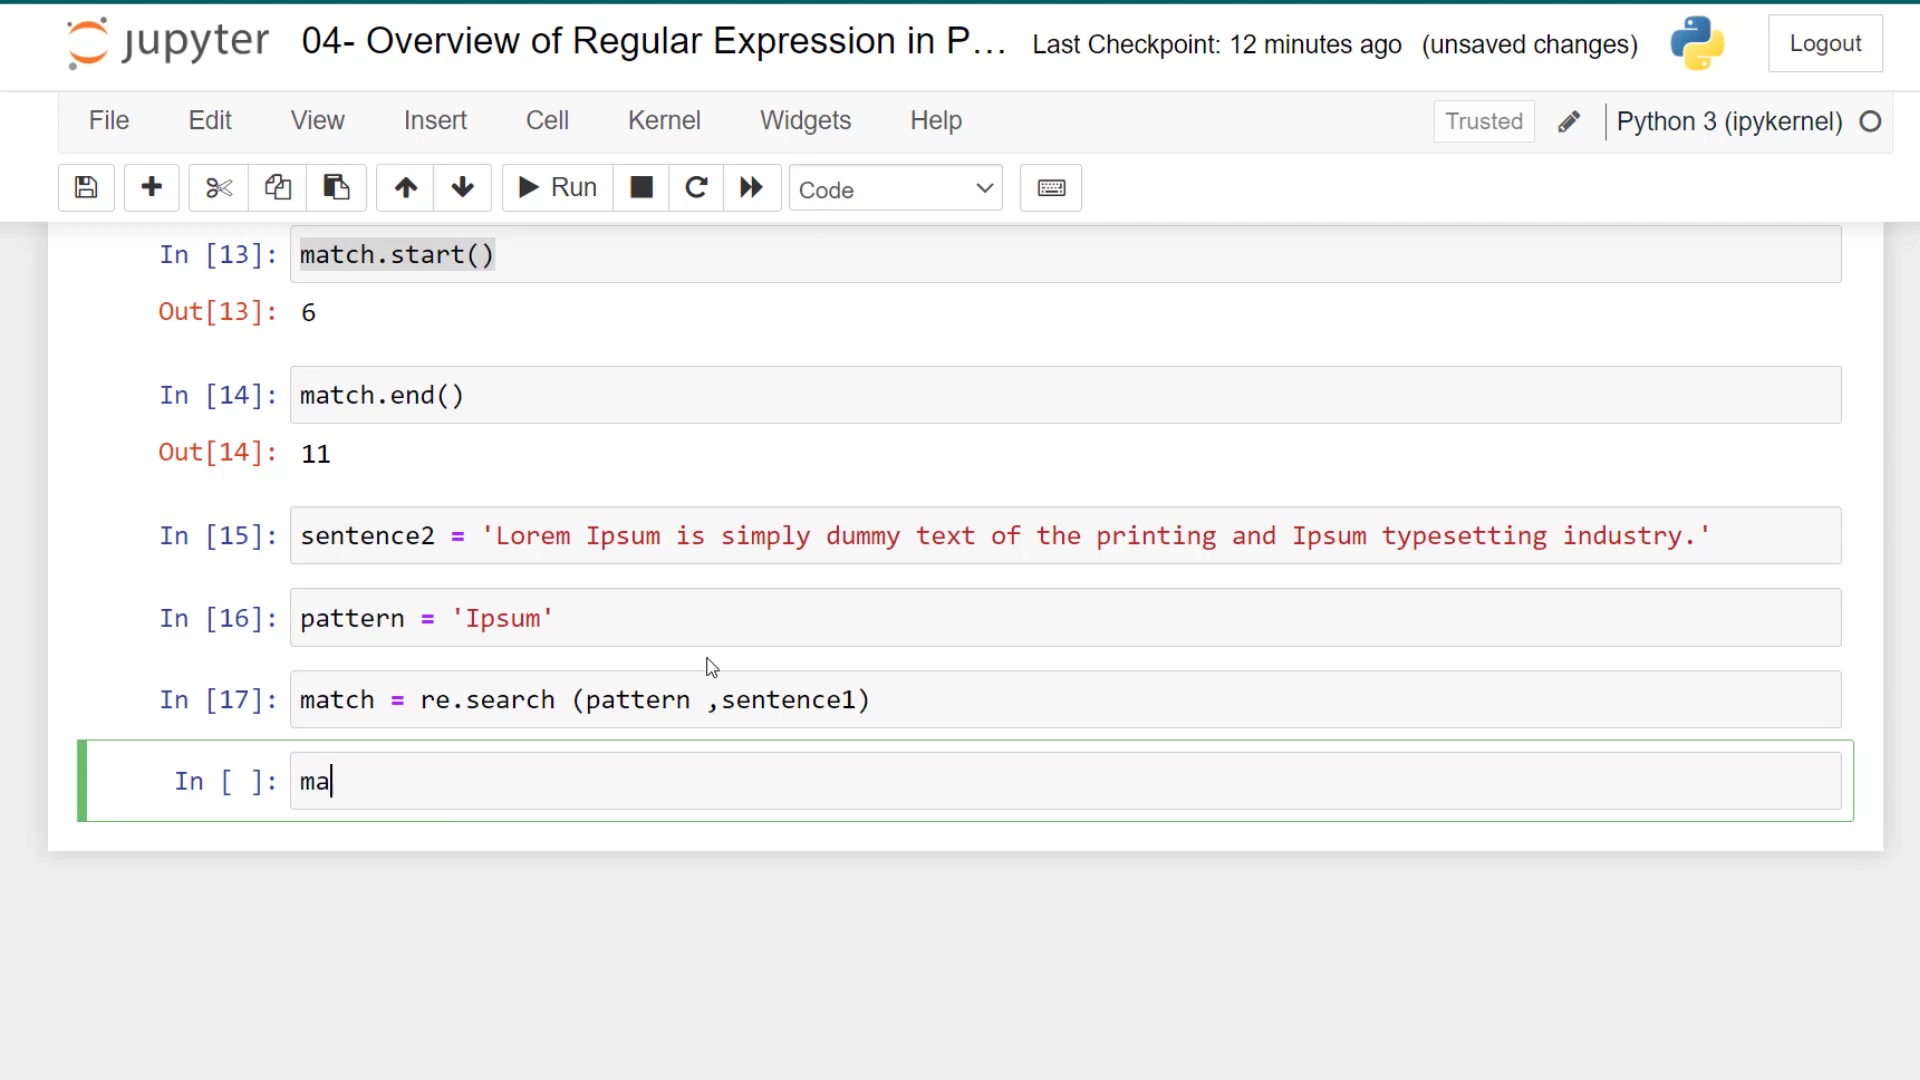 jupyter 04- Overview of Regular Expression in P... Last Checkpoint: 12 minutes ago (unsaved changes) Logout
File Edit View Insert Cell Kernel Widgets Help Trusted Python 3 (ipykernel)
Run Code
In [13]: match.start()
Out[13]: 6
In [14]: match.end()
Out[14]: 11
In [15]: sentence2 = 'Lorem Ipsum is simply dummy text of the printing and Ipsum typesetting industry.'
In [16]: pattern = 'Ipsum'
In [17]: match = re.search (pattern ,sentence1)
In [ ]: ma